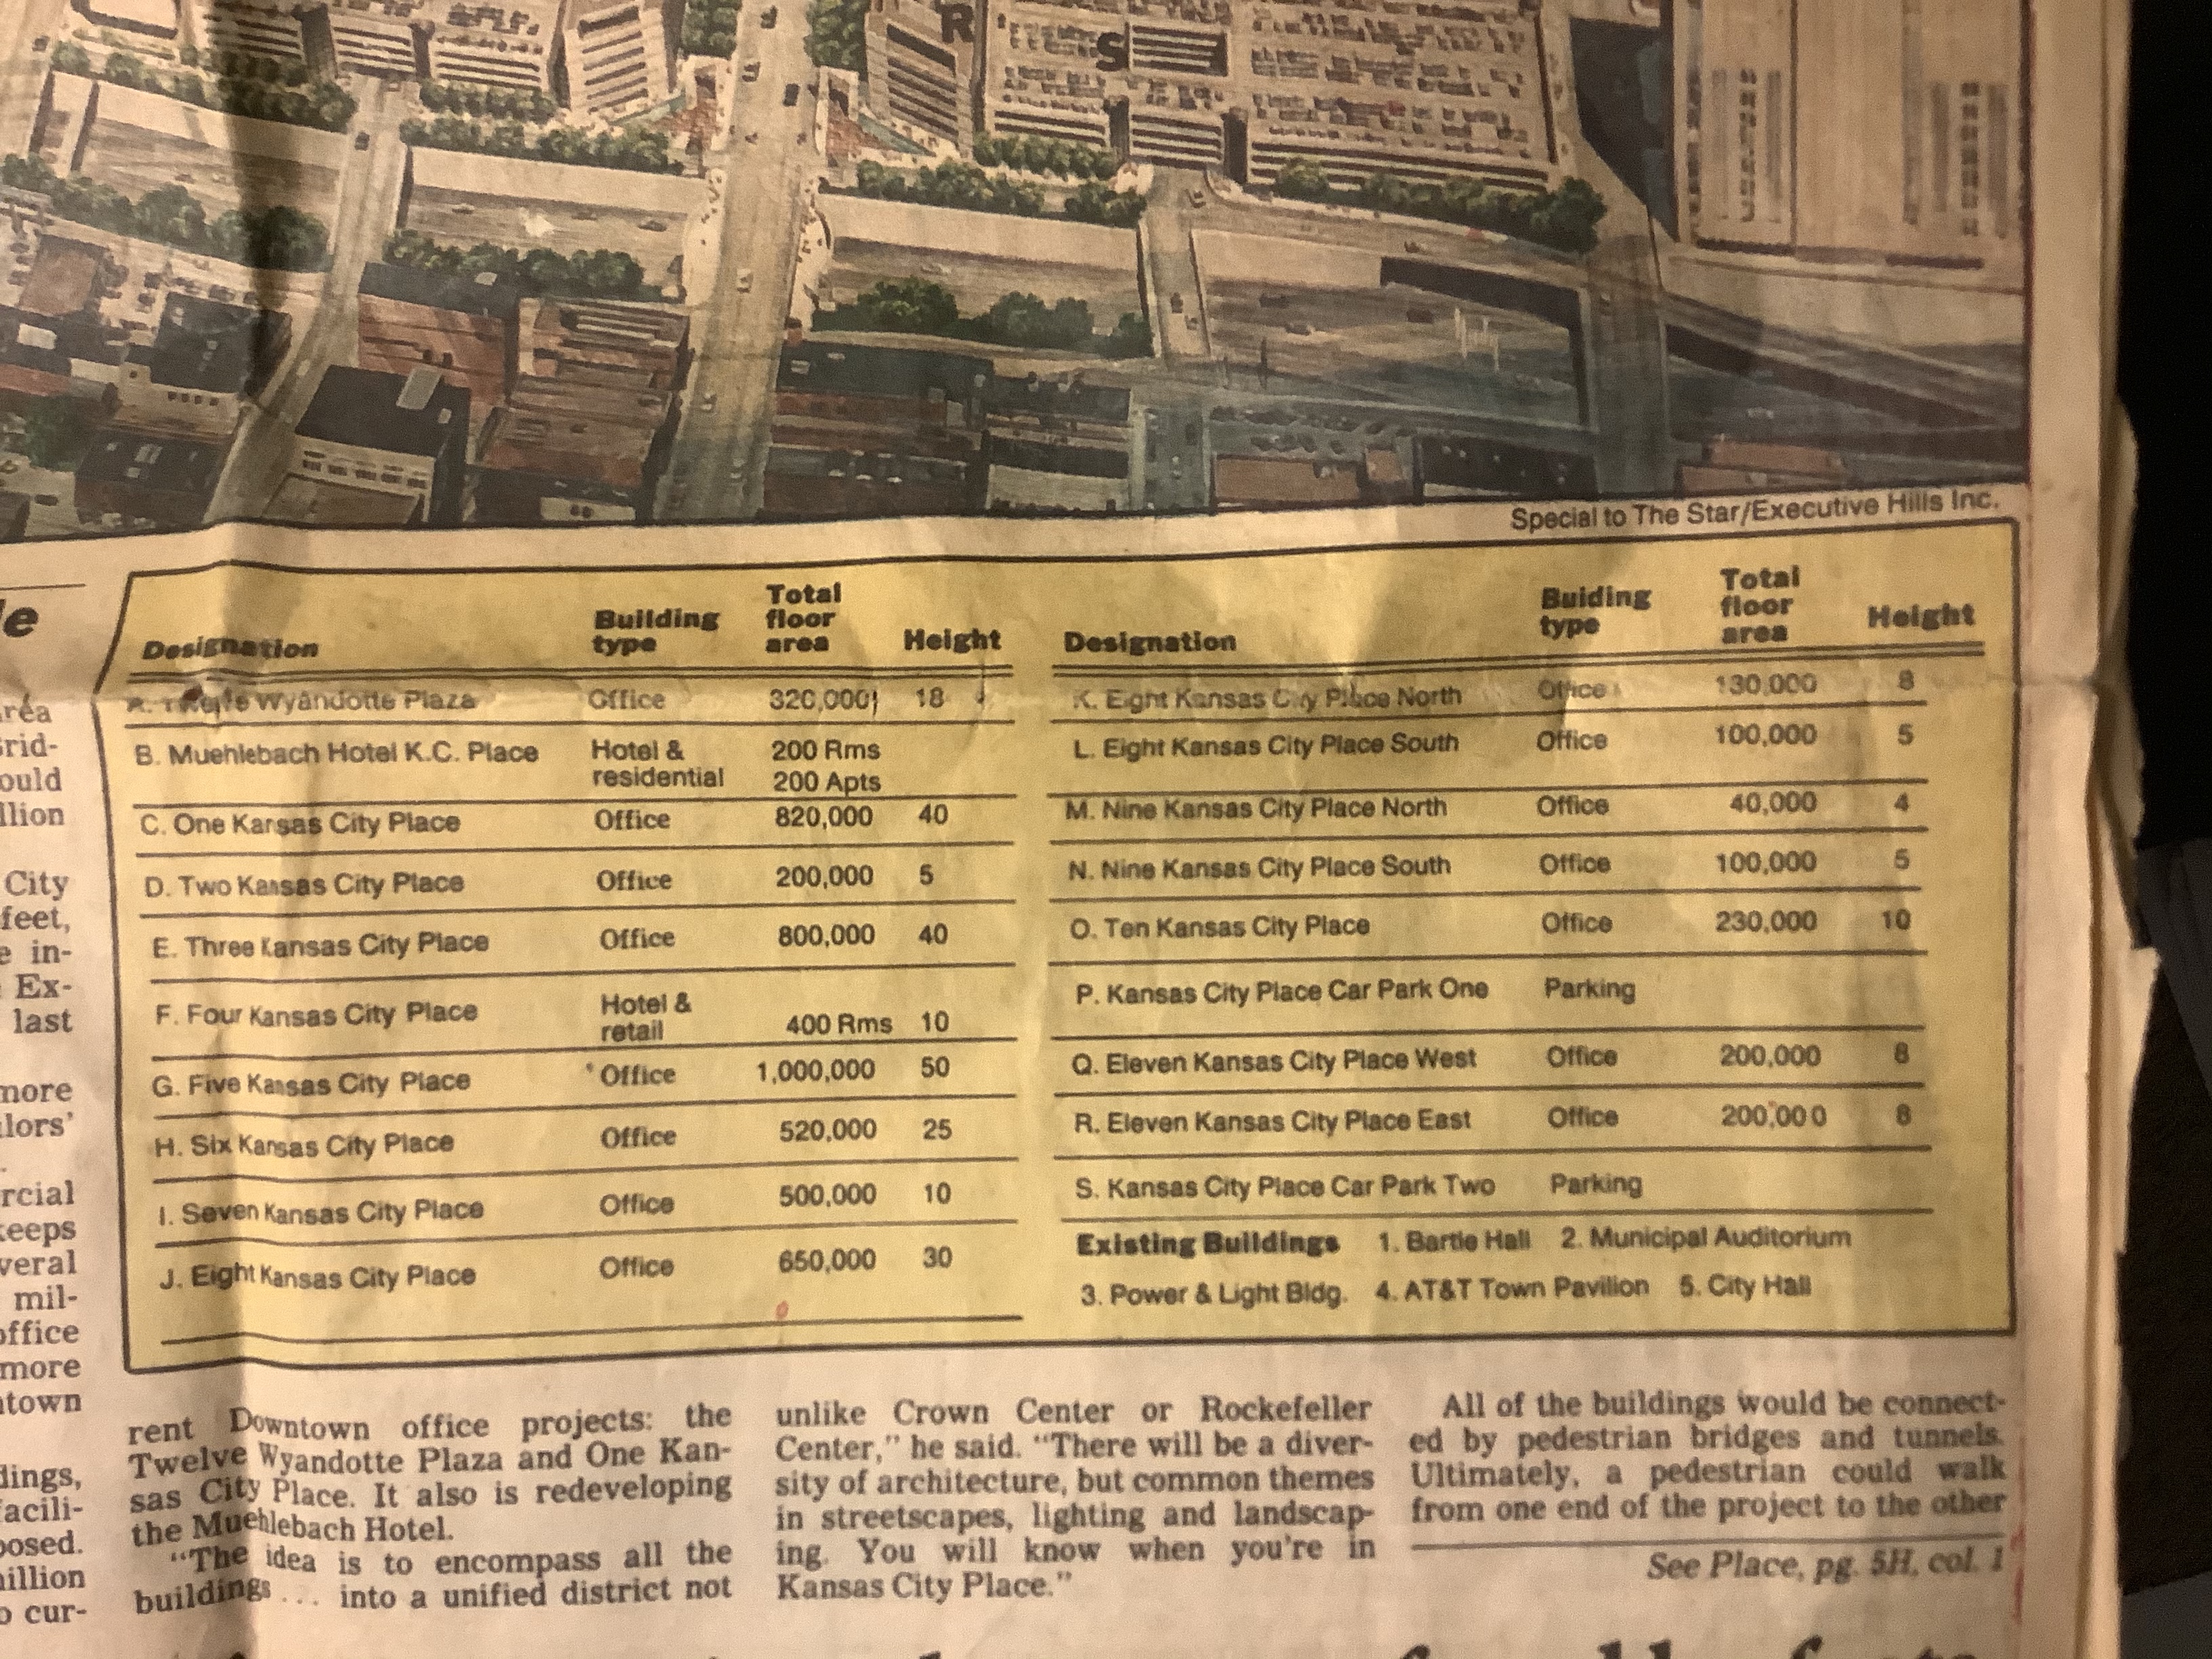 R
S
Special to The Star/Executive Hills Inc.
Designation Building type Total floor area Height
A. Twelve Wyandotte Plaza Office 320,000 18
B. Muehlebach Hotel K.C. Place Hotel & residential 200 Rms 200 Apts
C. One Kansas City Place Office 820,000 40
D. Two Kansas City Place Office 200,000 5
E. Three Kansas City Place Office 800,000 40
F. Four Kansas City Place Hotel & retail 400 Rms 10
G. Five Kansas City Place Office 1,000,000 50
H. Six Kansas City Place Office 520,000 25
I. Seven Kansas City Place Office 500,000 10
J. Eight Kansas City Place Office 650,000 30
Designation Buiding type Total floor area Height
K. Eight Kansas City Place North Office 130,000 8
L. Eight Kansas City Place South Office 100,000 5
M. Nine Kansas City Place North Office 40,000 4
N. Nine Kansas City Place South Office 100,000 5
O. Ten Kansas City Place Office 230,000 10
P. Kansas City Place Car Park One Parking
Q. Eleven Kansas City Place West Office 200,000 8
R. Eleven Kansas City Place East Office 200,000 8
S. Kansas City Place Car Park Two Parking
Existing Buildings 1. Bartle Hall 2. Municipal Auditorium
3. Power & Light Bldg. 4. AT&T Town Pavilion 5. City Hall
City
feet,
e in-
Ex-
last
more
office
more
rent Downtown office projects: the
Twelve Wyandotte Plaza and One Kan-
sas City Place. It also is redeveloping
the Muehlebach Hotel.
"The idea is to encompass all the
buildings . . . into a unified district not
unlike Crown Center or Rockefeller
Center," he said. "There will be a diver-
sity of architecture, but common themes
in streetscapes, lighting and landscap-
ing. You will know when you're in
Kansas City Place."
All of the buildings would be connect-
ed by pedestrian bridges and tunnels.
Ultimately, a pedestrian could walk
from one end of the project to the other
See Place, pg. 5H, col. 1